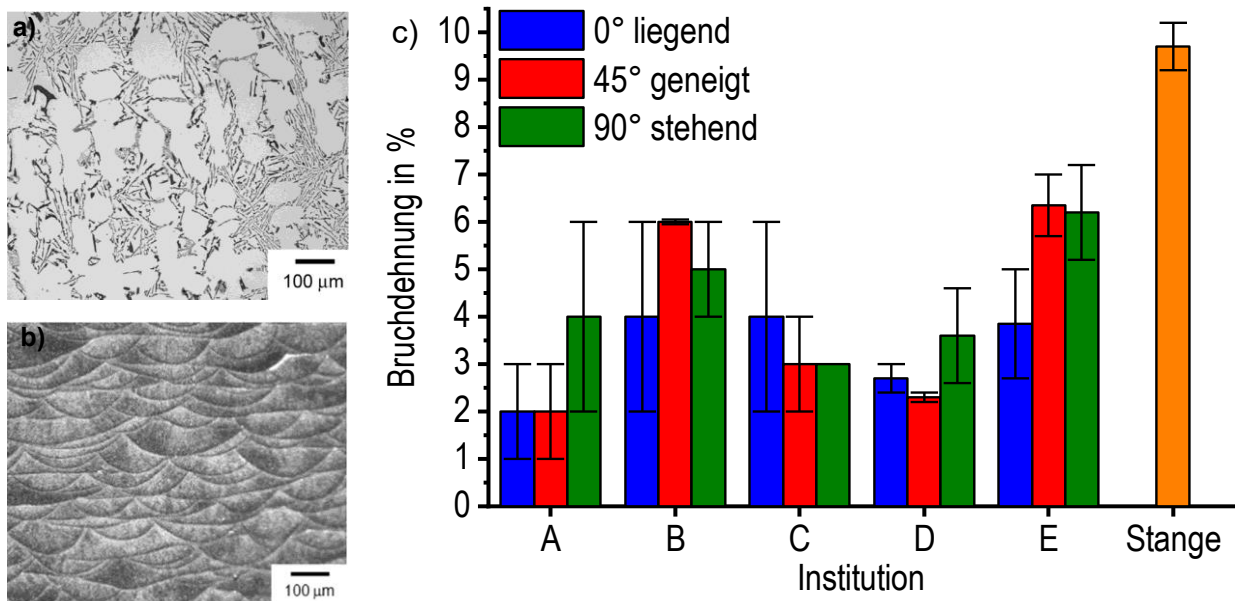 a)
100 µm
b)
100 µm
c)
0° liegend
45° geneigt
90° stehend
Bruchdehnung in %
10
9
8
7
6
5
4
3
2
1
0
A B C D E Stange
Institution